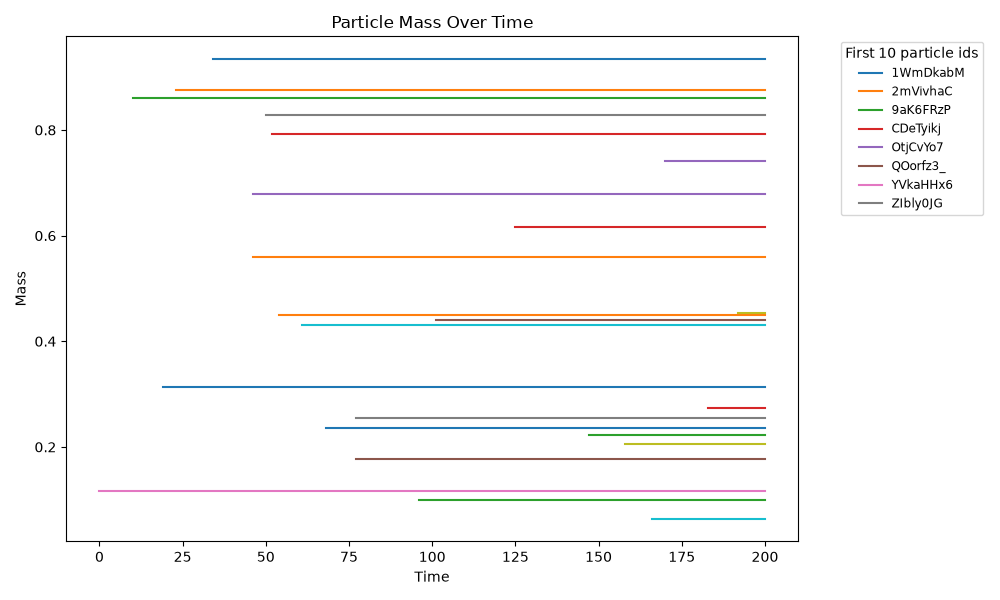 Particle Mass Over Time
Mass
0.8
0.6
0.4
0.2
0 25 50 75 100 125 150 175 200
Time
First 10 particle ids
1WmDkabM
2mVivhaC
9aK6FRzP
CDeTyikj
OtjCvYo7
QOorfz3_
YVkaHHx6
ZIbly0JG